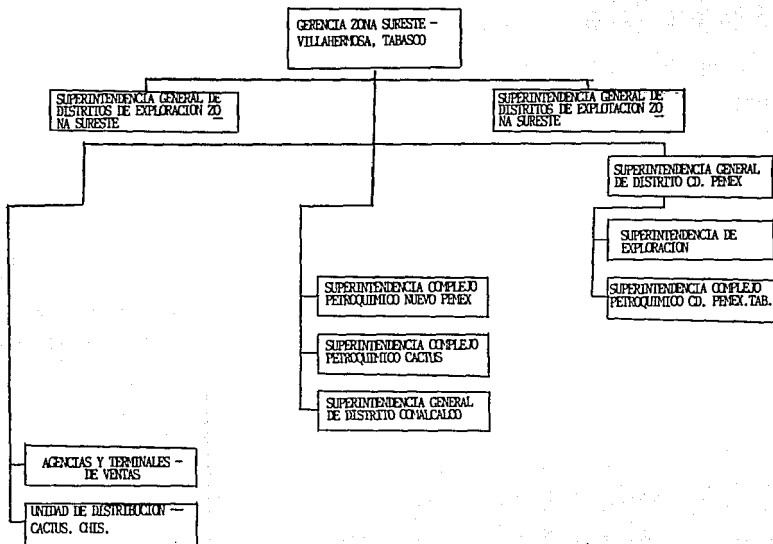 GERENCIA ZONA SURESTE -
VILLAHERMOSA, TABASCO
SUPERINTENDENCIA GENERAL DE
DISTRITOS DE EXPLORACION ZO
NA SURESTE
SUPERINTENDENCIA GENERAL DE
DISTRITOS DE EXPLOTACION ZO
NA SURESTE
SUPERINTENDENCIA GENERAL
DE DISTRITO CD. PEMEX
SUPERINTENDENCIA DE
EXPLORACION
SUPERINTENDENCIA COMPLEJO
PETROQUIMICO CD. PEMEX.TAB.
SUPERINTENDENCIA COMPLEJO
PETROQUIMICO NUEVO PEMEX
SUPERINTENDENCIA COMPLEJO
PETROQUIMICO CACTUS
SUPERINTENDENCIA GENERAL
DE DISTRITO COMALCALCO
AGENCIAS Y TERMINALES -
DE VENTAS
UNIDAD DE DISTRIBUCION -
CACTUS. CHIS.